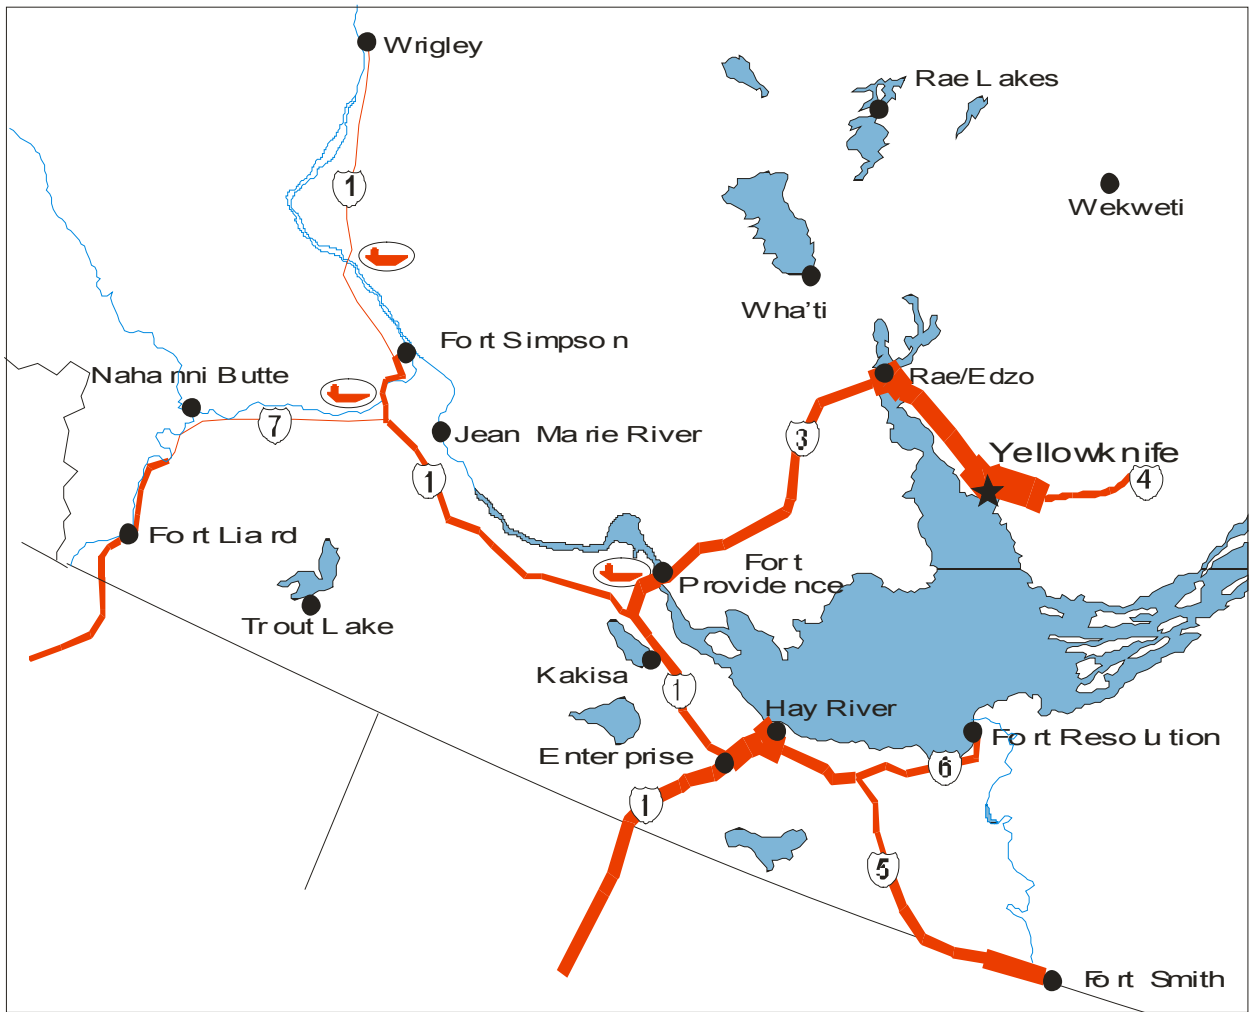 Wrigley
Rae Lakes
1
Wekweti
Wha'ti
Fort Simpson
Nahanni Butte
Rae/Edzo
7
Jean Marie River
3
Yellowknife
1
4
Fort Liard
Fort
Providence
Trout Lake
Kakisa
1
Hay River
Enterprise
Fort Resolution
6
1
5
Fort Smith